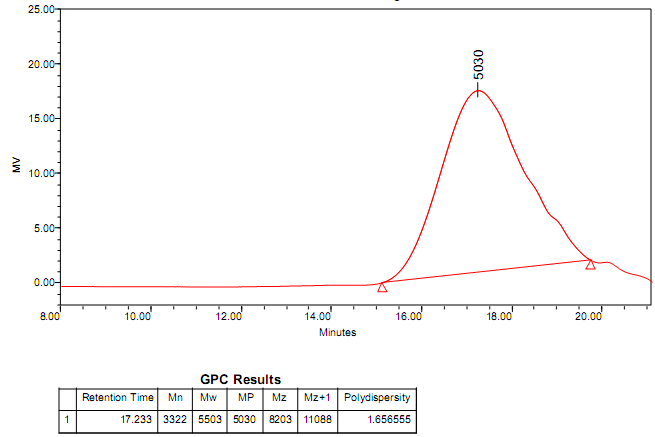 25.00
20.00
15.00
10.00
5.00
0.00
MV
5030
8.00 10.00 12.00 14.00 16.00 18.00 20.00
Minutes
GPC Results
Retention Time Mn Mw MP Mz Mz+1 Polydispersity
1 17.233 3322 5503 5030 8203 11088 1.656555